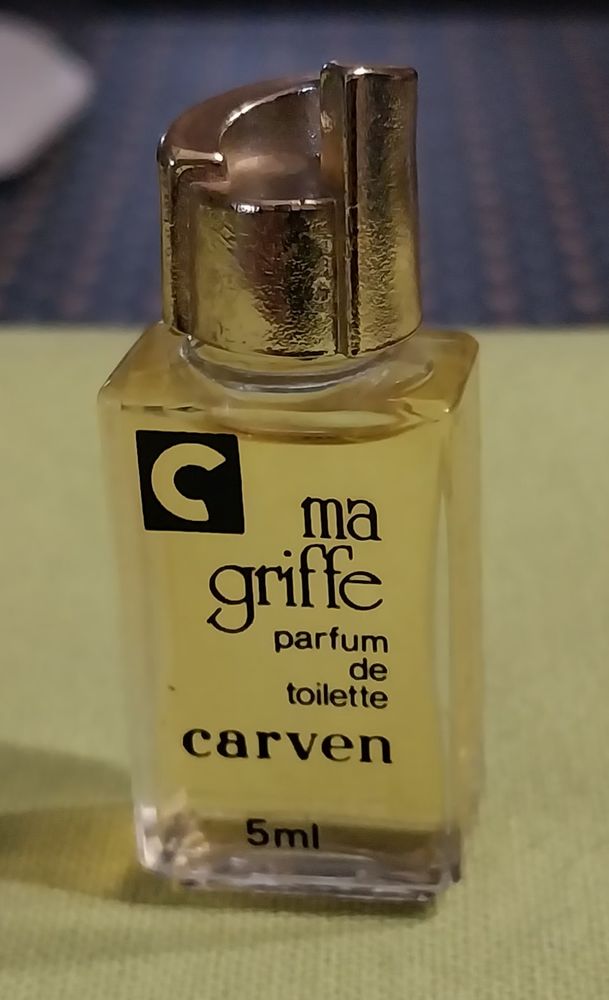 C
ma
griffe
parfum
de
toilette
carven
5ml